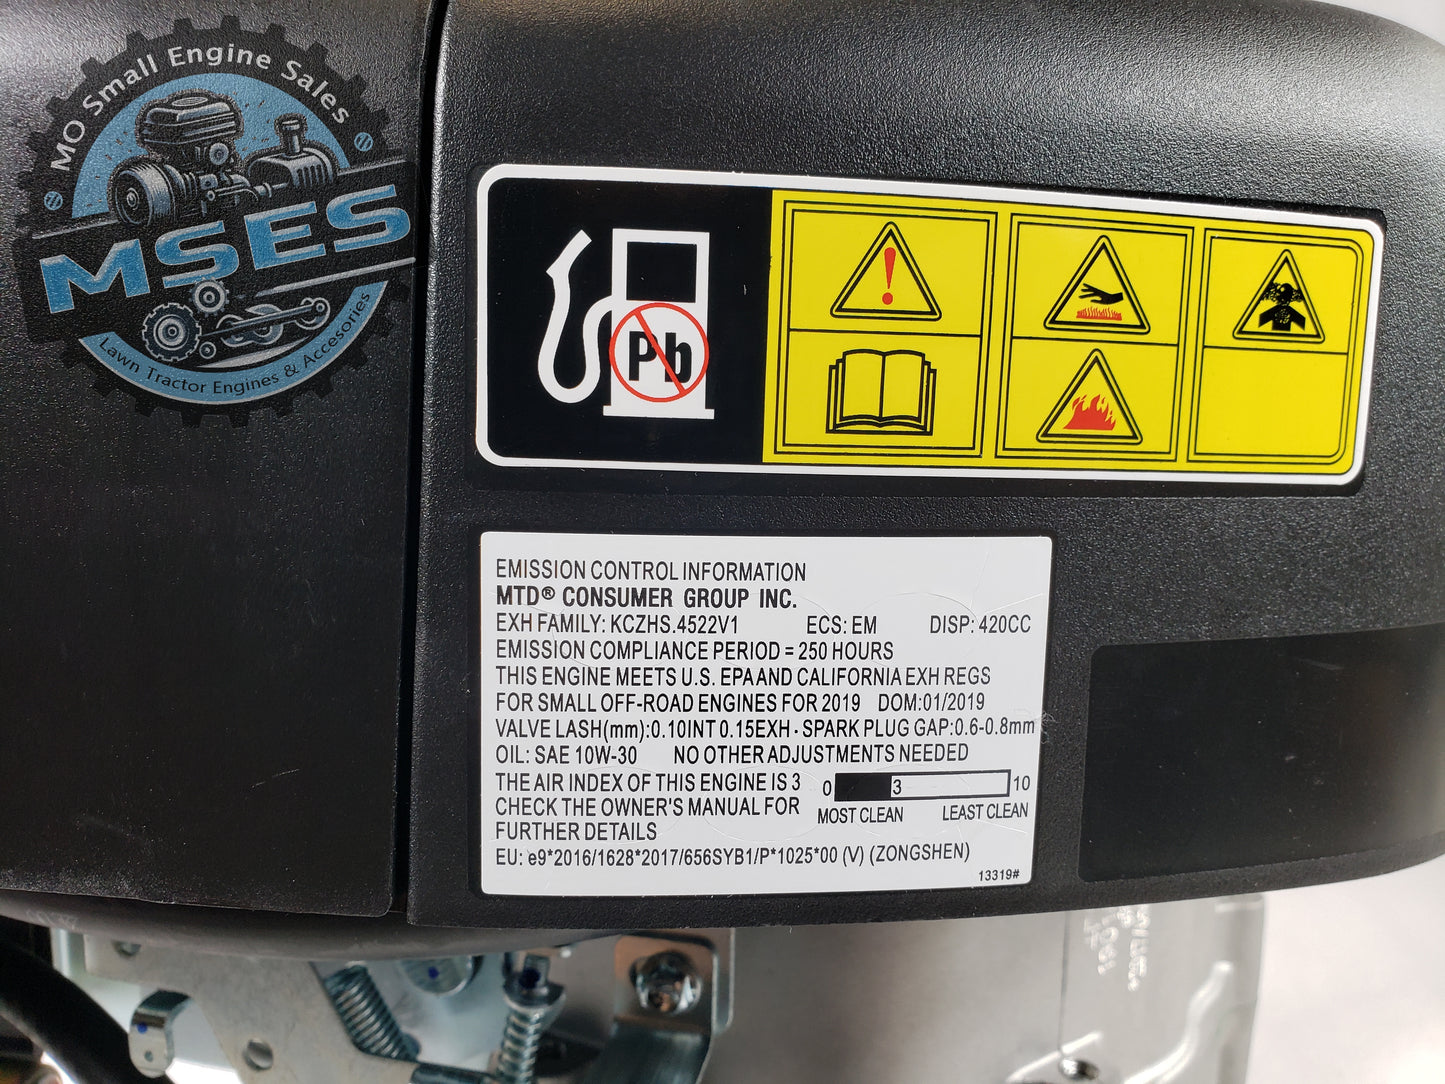 MO Small Engine Sales
MSES
Lawn Tractor Engines & Accesories
Pb
EMISSION CONTROL INFORMATION
MTD® CONSUMER GROUP INC.
EXH FAMILY: KCZHS.4522V1 ECS: EM DISP: 420CC
EMISSION COMPLIANCE PERIOD = 250 HOURS
THIS ENGINE MEETS U.S. EPA AND CALIFORNIA EXH REGS
FOR SMALL OFF-ROAD ENGINES FOR 2019 DOM:01/2019
VALVE LASH(mm):0.10INT 0.15EXH · SPARK PLUG GAP:0.6-0.8mm
OIL: SAE 10W-30 NO OTHER ADJUSTMENTS NEEDED
THE AIR INDEX OF THIS ENGINE IS 3
CHECK THE OWNER'S MANUAL FOR
FURTHER DETAILS
0 3 10
MOST CLEAN LEAST CLEAN
EU: e9*2016/1628*2017/656SYB1/P*1025*00 (V) (ZONGSHEN)
13319#